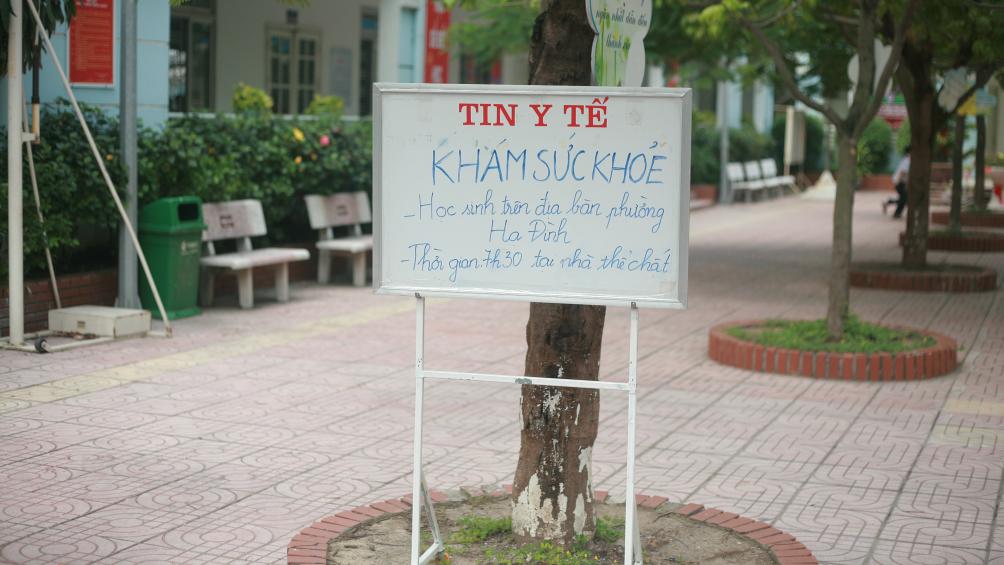 TIN Y TẾ
KHÁM SỨC KHOẺ
- Học sinh trên địa bàn phường
Hạ Đình
- Thời gian: 7h30 tại nhà thể chất